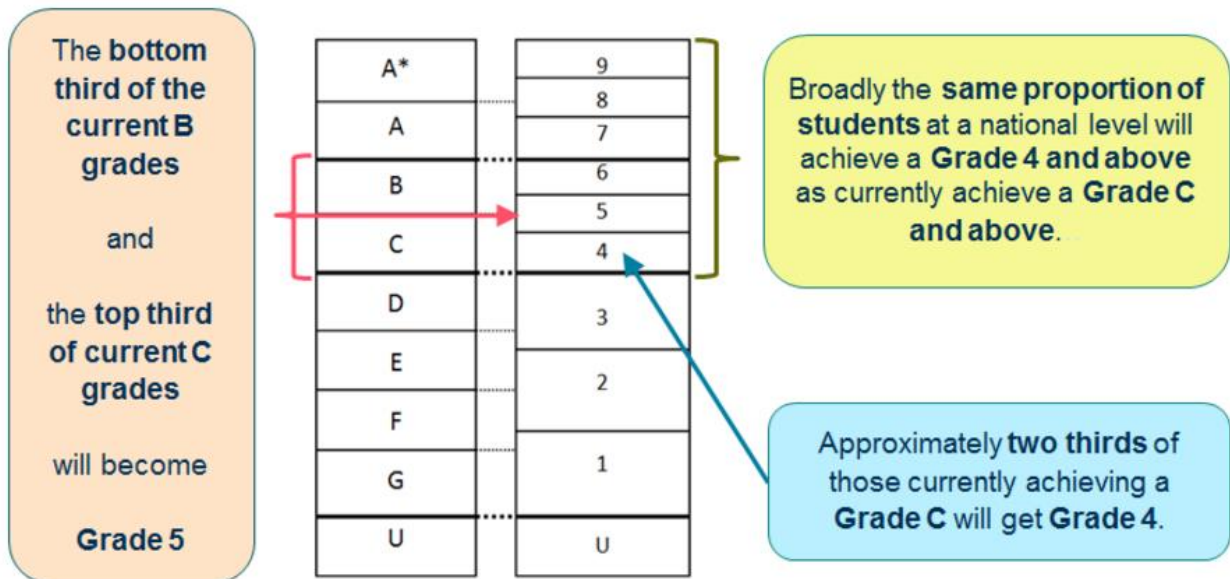 The bottom
third of the
current B
grades
and
the top third
of current C
grades
will become
Grade 5
A*
A
B
C
D
E
F
G
U
9
8
7
6
5
4
3
2
1
U
Broadly the same proportion of
students at a national level will
achieve a Grade 4 and above
as currently achieve a Grade C
and above...
Approximately two thirds of
those currently achieving a
Grade C will get Grade 4.